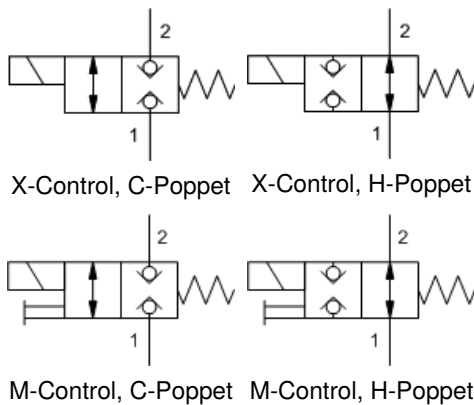 2
2
1
1
X-Control, C-Poppet
X-Control, H-Poppet
2
2
1
1
M-Control, C-Poppet
M-Control, H-Poppet